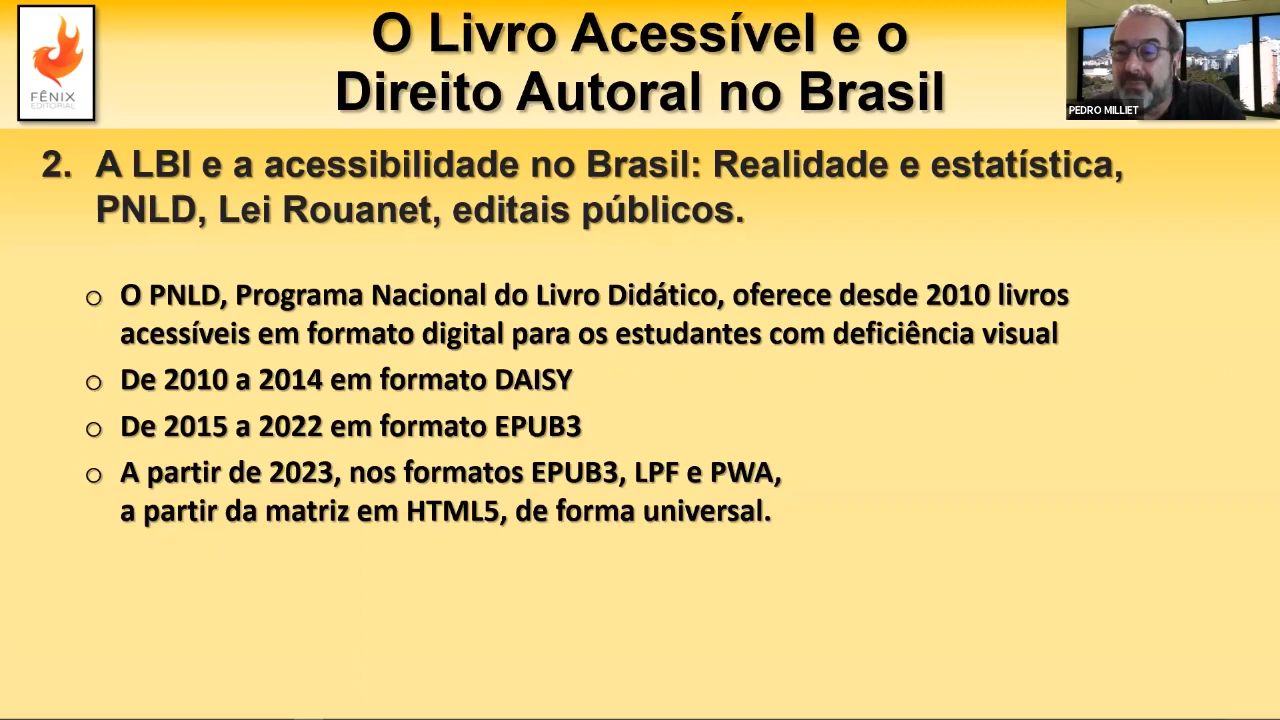 O Livro Acessível e o
Direito Autoral no Brasil
FÊNIX
EDITORIAL
PEDRO MILLIET
2. A LBI e a acessibilidade no Brasil: Realidade e estatística,
PNLD, Lei Rouanet, editais públicos.
o O PNLD, Programa Nacional do Livro Didático, oferece desde 2010 livros
acessíveis em formato digital para os estudantes com deficiência visual
o De 2010 a 2014 em formato DAISY
o De 2015 a 2022 em formato EPUB3
o A partir de 2023, nos formatos EPUB3, LPF e PWA,
a partir da matriz em HTML5, de forma universal.